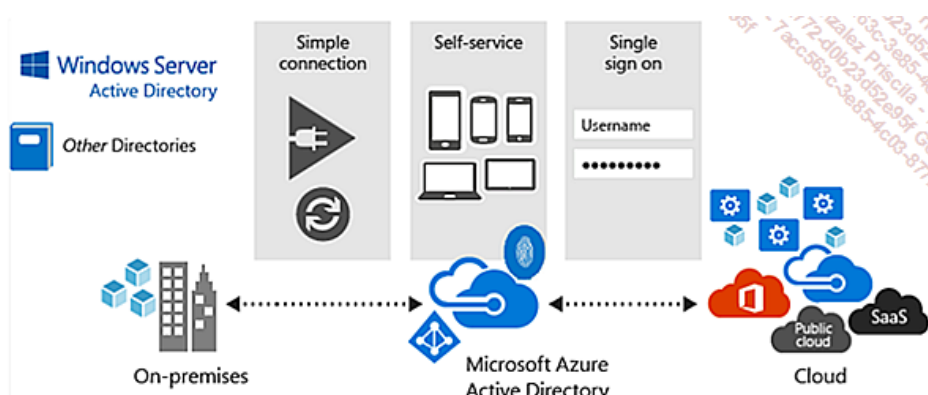 Windows Server
Active Directory
Other Directories
Simple
connection
Self-service
Single
sign on
Username
On-premises
Microsoft Azure
Active Directory
Public
cloud
SaaS
Cloud